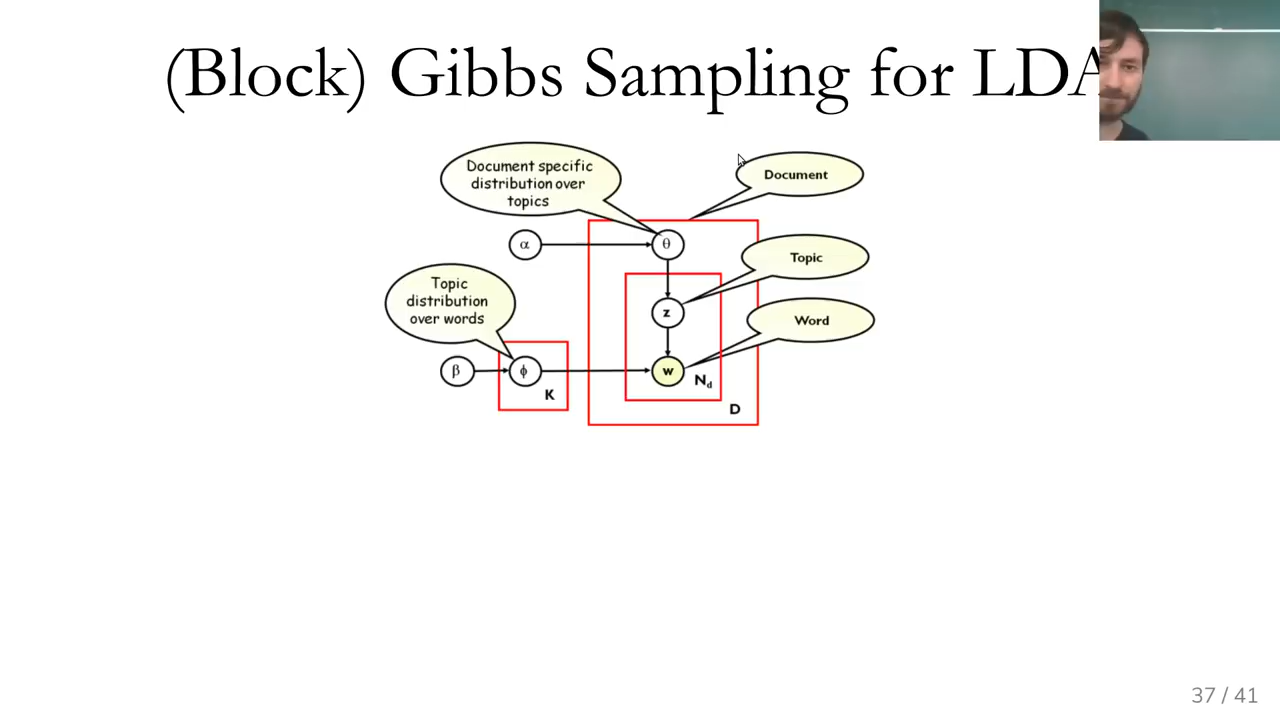 (Block) Gibbs Sampling for LDA
Document specific
distribution over
topics
Document
α
θ
Topic
Topic
distribution
over words
z
Word
β
ϕ
K
w
N_d
D
37 / 41